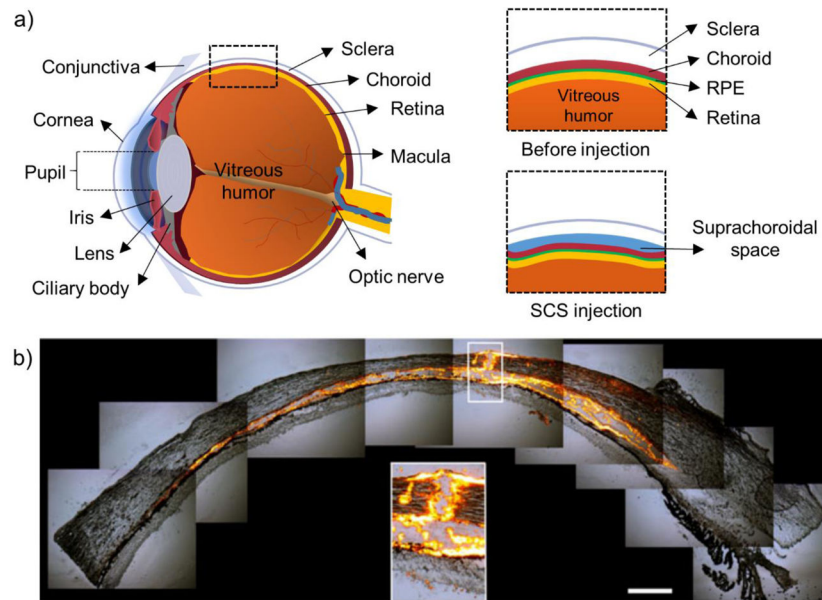 a)
Conjunctiva
Cornea
Pupil
Iris
Lens
Ciliary body
Sclera
Choroid
Retina
Macula
Vitreous
humor
Optic nerve
Sclera
Choroid
RPE
Retina
Vitreous
humor
Before injection
Suprachoroidal
space
SCS injection
b)